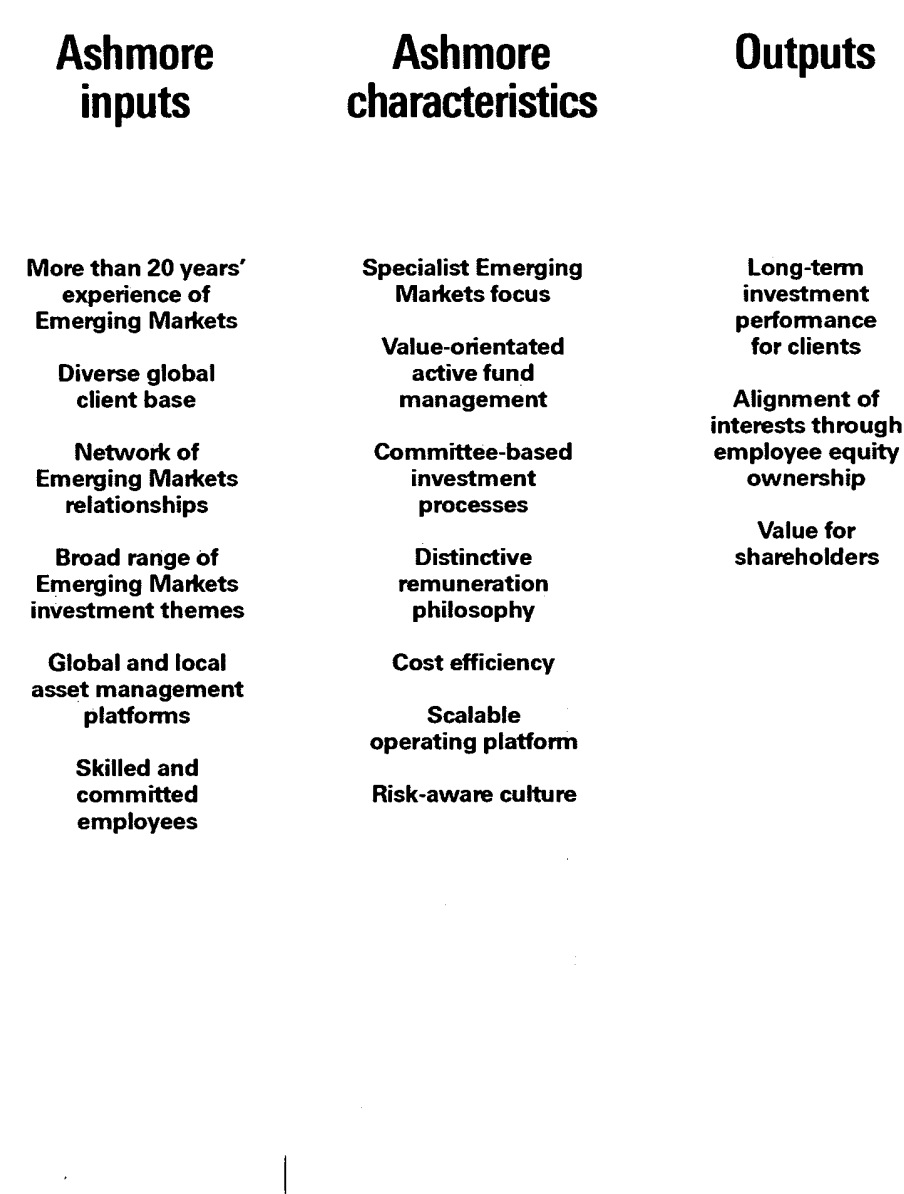 Ashmore
inputs
More than 20 years'
experience of
Emerging Markets
Diverse global
client base
Network of
Emerging Markets
relationships
Broad range of
Emerging Markets
investment themes
Global and local
asset management
platforms
Skilled and
committed
employees
Ashmore
characteristics
Specialist Emerging
Markets focus
Value-orientated
active fund
management
Committee-based
investment
processes
Distinctive
remuneration
philosophy
Cost efficiency
Scalable
operating platform
Risk-aware culture
Outputs
Long-term
investment
performance
for clients
Alignment of
interests through
employee equity
ownership
Value for
shareholders